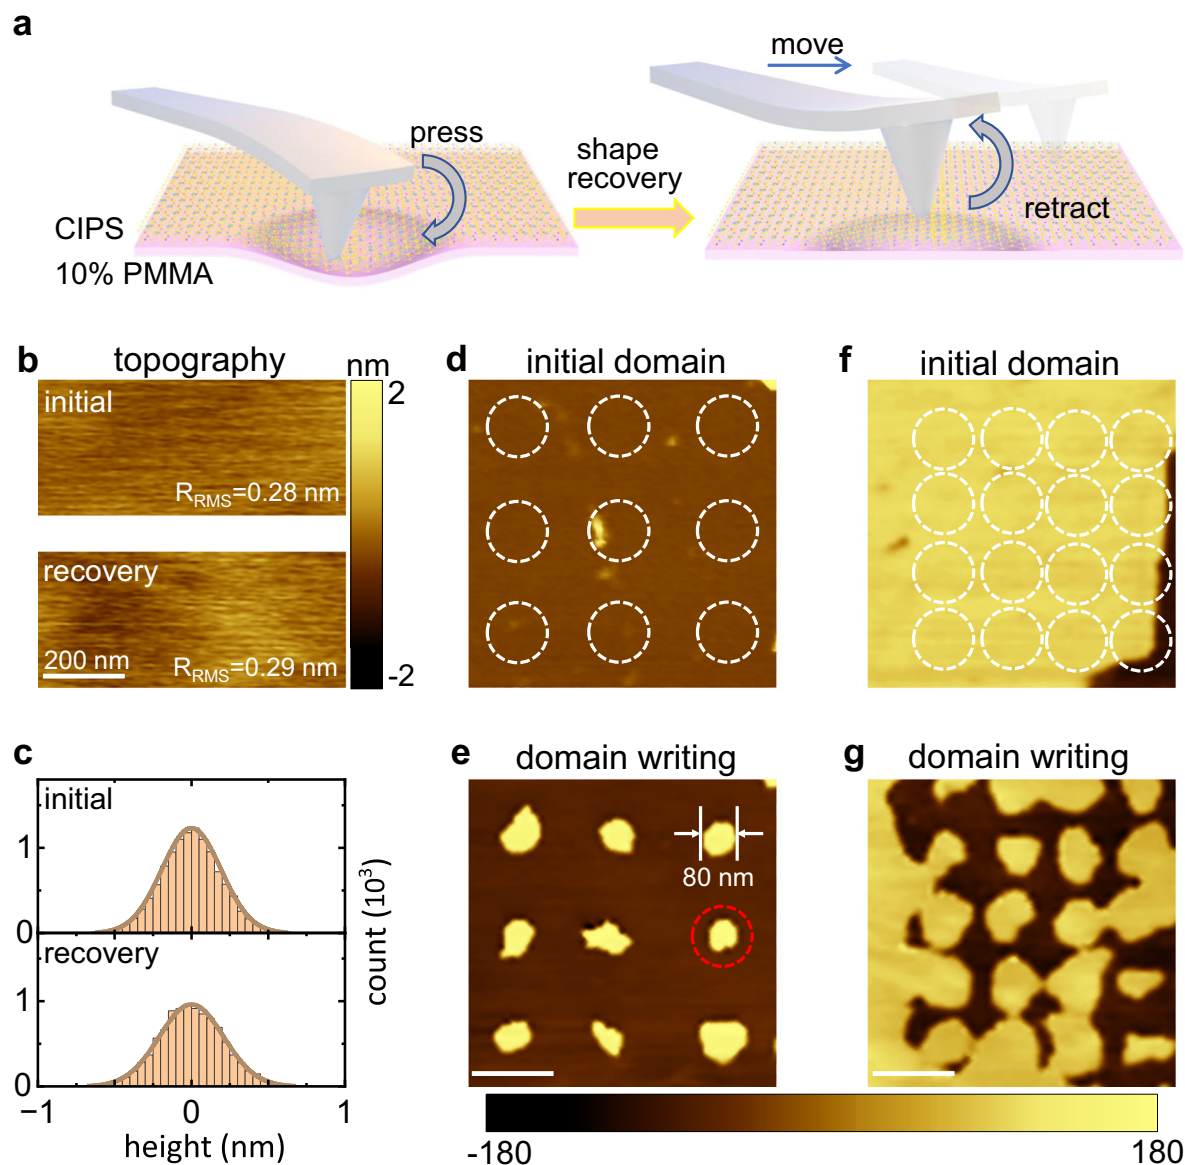 a
press
CIPS
10% PMMA
shape
recovery
move
retract
b
topography
nm
initial
R_RMS=0.28 nm
recovery
200 nm
R_RMS=0.29 nm
2
-2
c
initial
1
0
recovery
1
0
−1
0
1
height (nm)
count (10³)
d
initial domain
e
domain writing
80 nm
f
initial domain
g
domain writing
-180
180